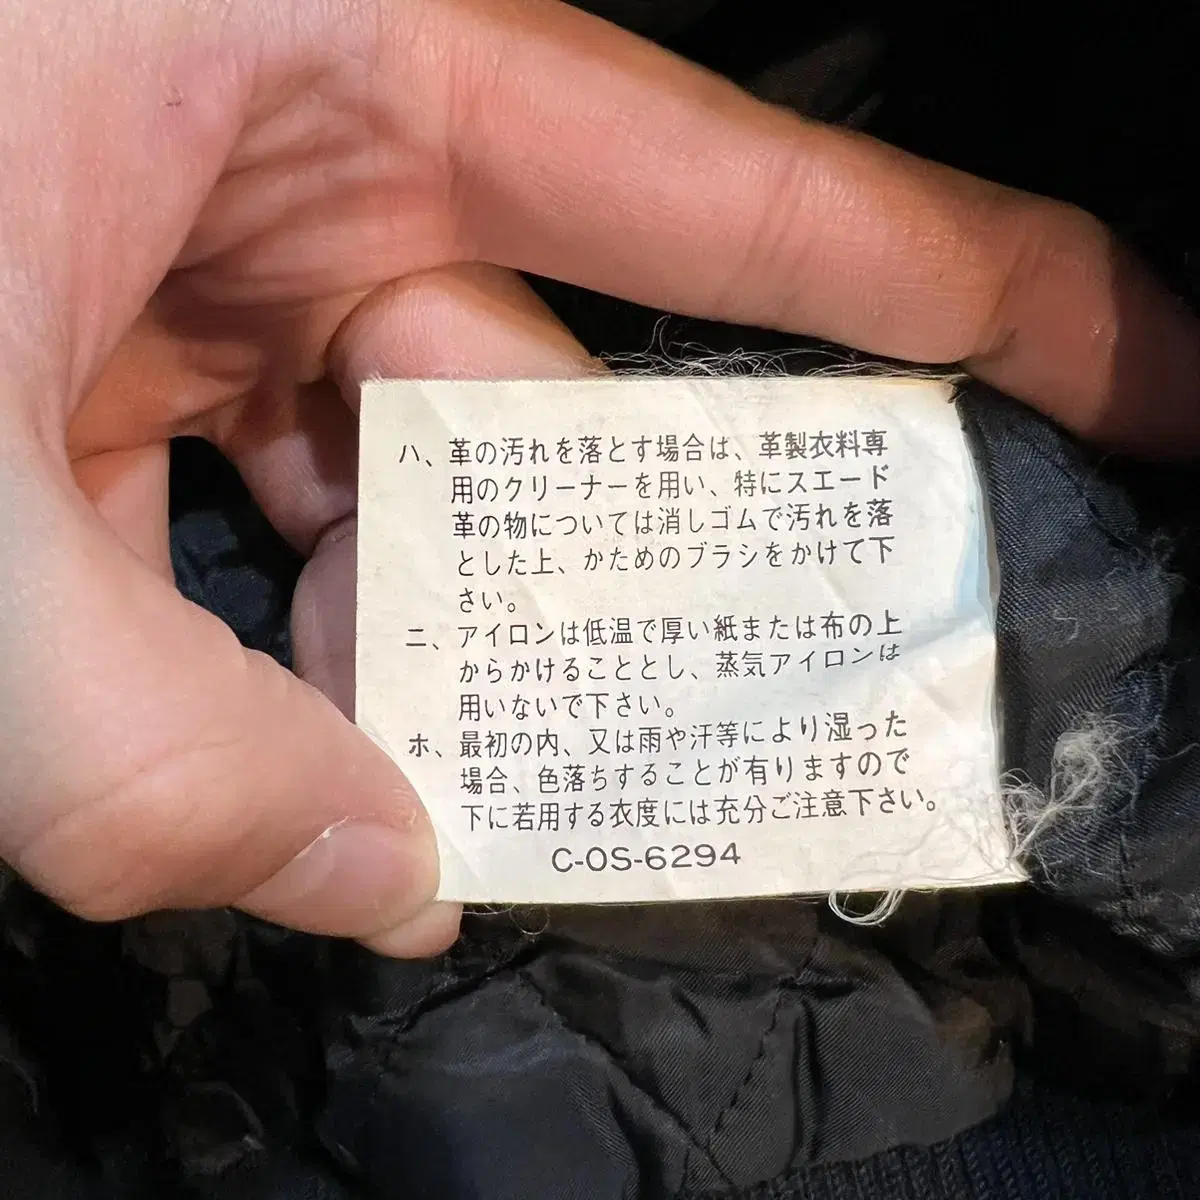 ハ、革の汚れを落とす場合は、革製衣料専
用のクリーナーを用い、特にスエード
革の物については消しゴムで汚れを落
とした上、かためのブラシをかけて下
さい。
ニ、アイロンは低温で厚い紙または布の上
からかけることとし、蒸気アイロンは
用いないで下さい。
ホ、最初の内、又は雨や汗等により湿った
場合、色落ちすることが有りますので
下に若用する衣度には充分ご注意下さい。
C-OS-6294